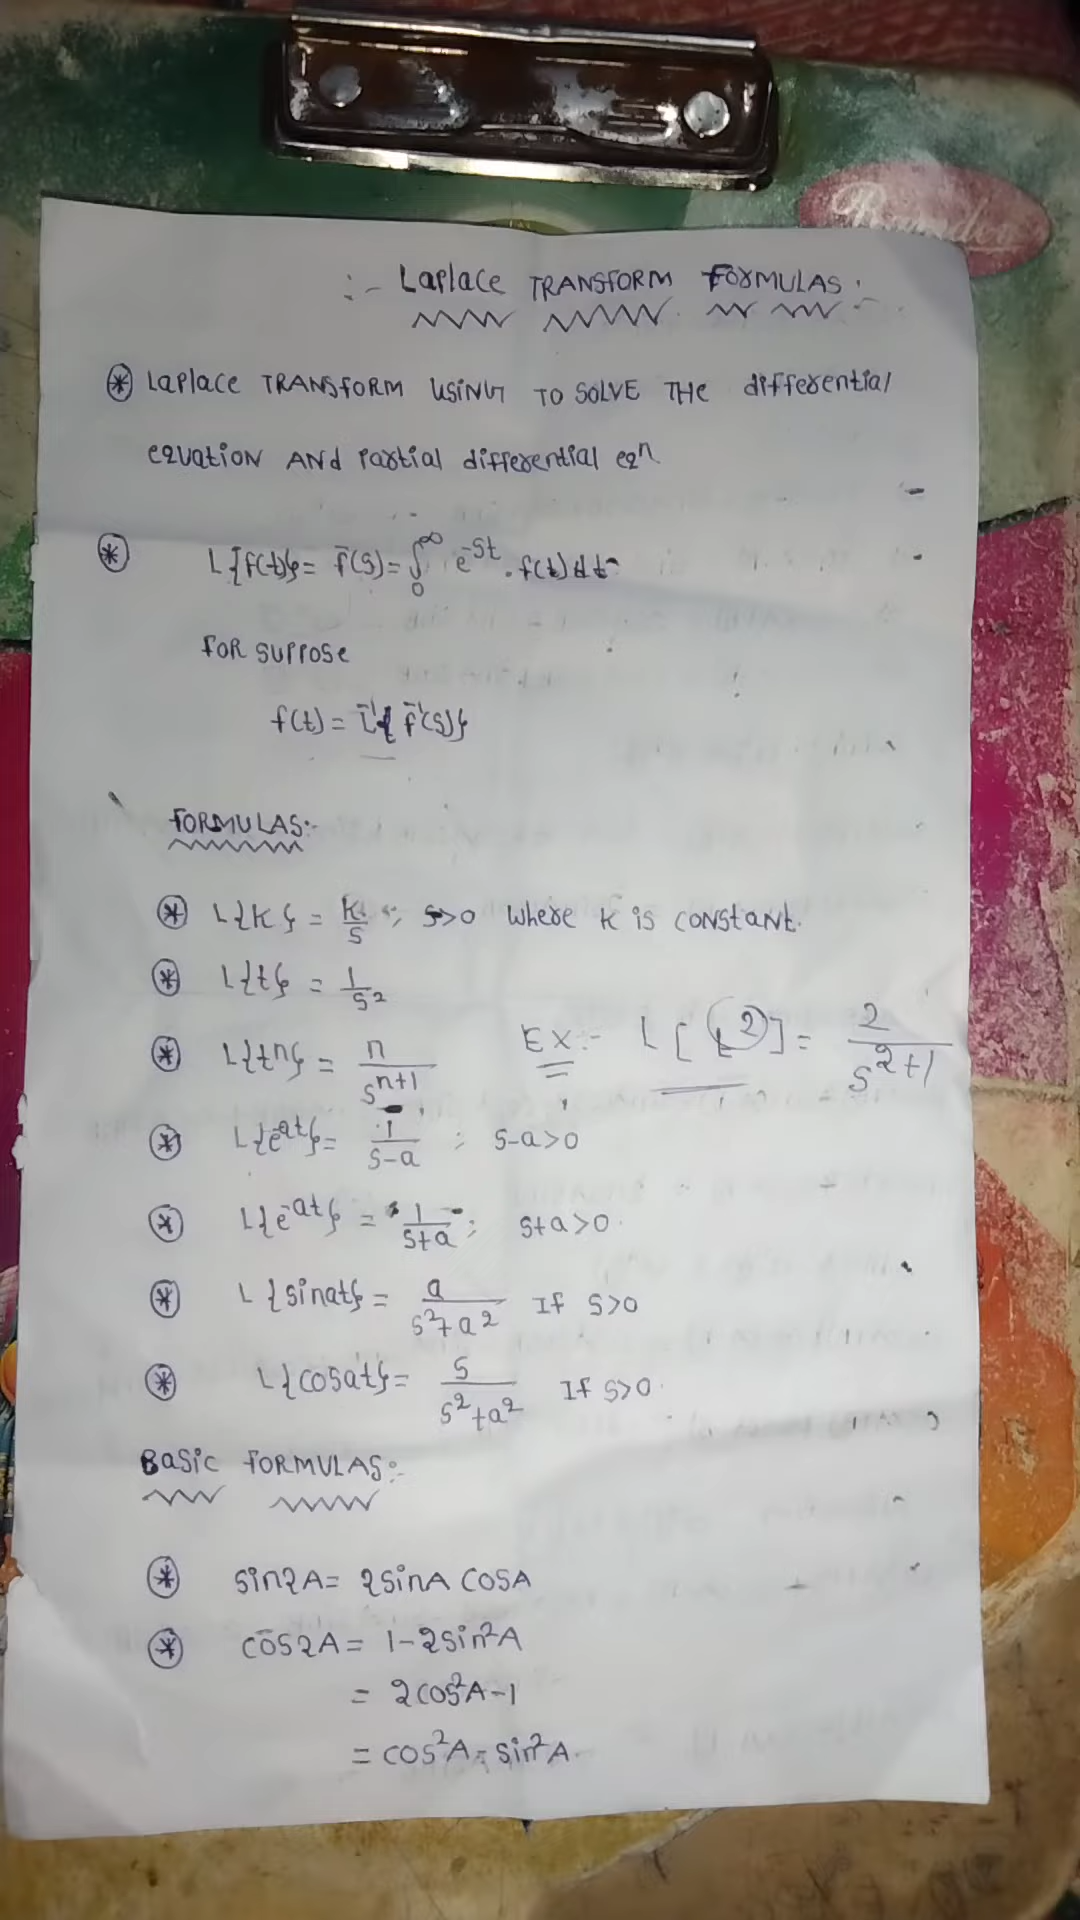 :- Laplace TRANSFORM FORMULAS :-
* Laplace TRANSFORM USING TO SOLVE THE differential
equation AND Partial differential eqn.
* L{f(t)} = f̄(s) = ∫₀^∞ e^-st . f(t) dt
FOR SUPPOSE
f(t) = L^-1{f̄(s)}
FORMULAS:-
* L{K} = K/s ; s>0 where K is constant.
* L{t} = 1/s²
* L{tn} = n/s^n+1 Ex:- L[t²] = 2/s^2+1
* L{e^-at} = 1/s-a ; s-a>0
* L{e^-at} = 1/s+a ; s+a>0.
* L{sinat} = a/s²+a² If s>0
* L{cosat} = s/s²+a² If s>0.
BASIC FORMULAS:-
* sin2A = 2sinA cosA
* cos2A = 1-2sin²A
= 2cos²A-1
= cos²A-sin²A.